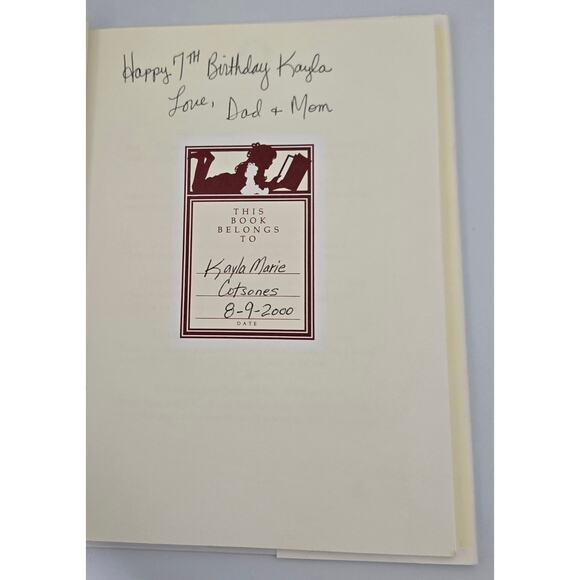 Happy 7TH Birthday Kayla
Love, Dad + Mom
THIS
BOOK
BELONGS
TO
Kayla Marie
Cotsones
8-9-2000
DATE